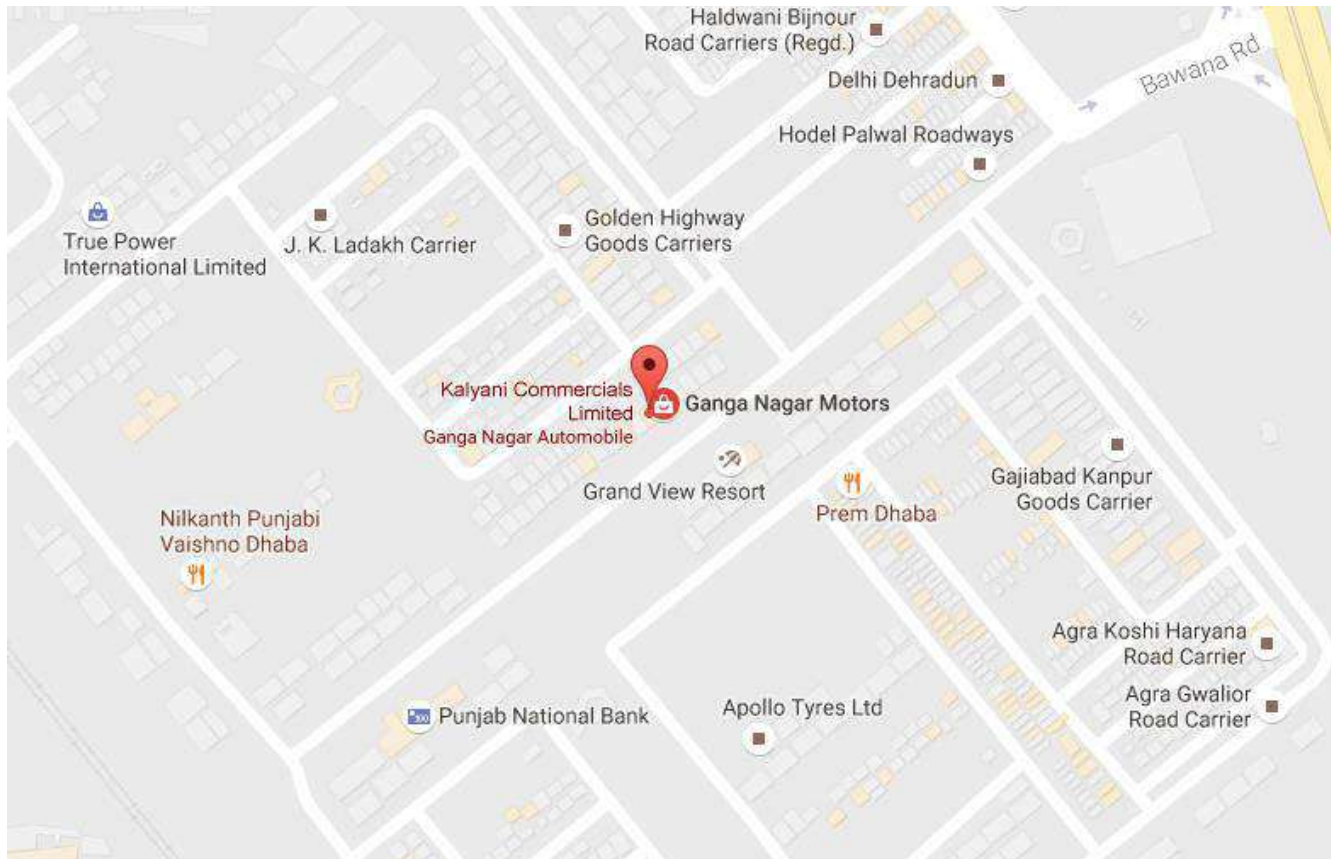 Haldwani Bijnour
Road Carriers (Regd.)
Bawana Rd
Delhi Dehradun
Hodel Palwal Roadways
True Power
International Limited
J. K. Ladakh Carrier
Golden Highway
Goods Carriers
Kalyani Commercials
Limited
Ganga Nagar Automobile
Ganga Nagar Motors
Grand View Resort
Prem Dhaba
Gajiabad Kanpur
Goods Carrier
Nilkanth Punjabi
Vaishno Dhaba
Agra Koshi Haryana
Road Carrier
Agra Gwalior
Road Carrier
Punjab National Bank
Apollo Tyres Ltd